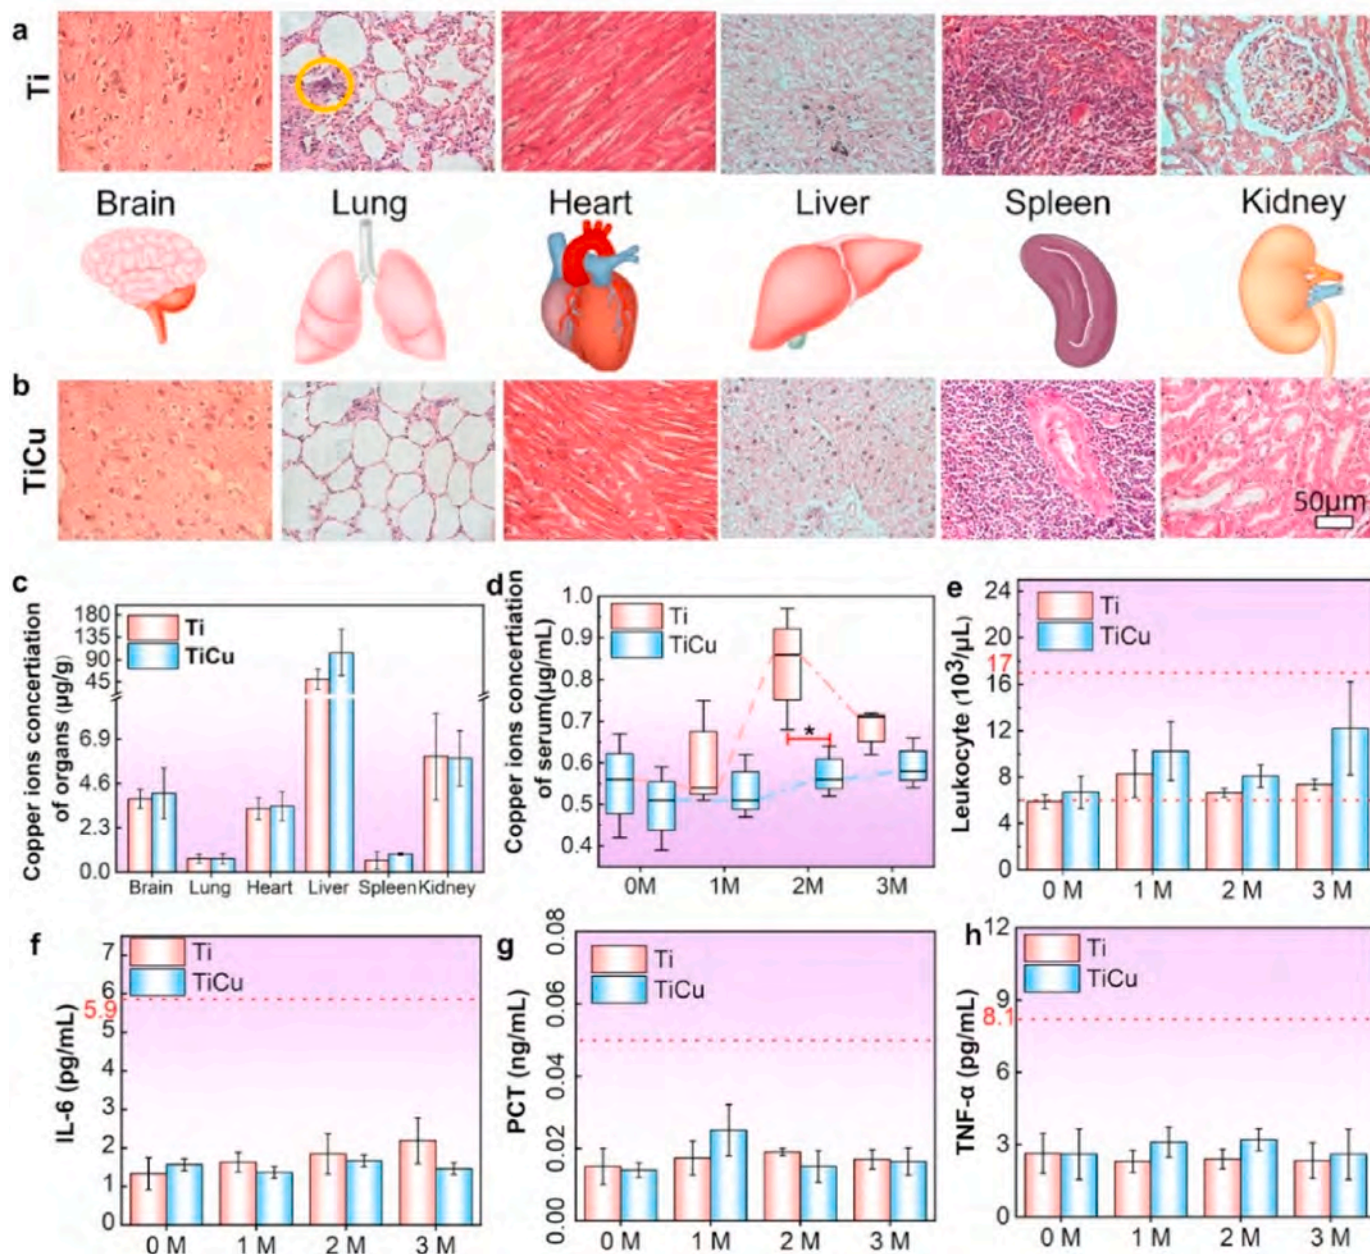 a
Ti
Brain Lung Heart Liver Spleen Kidney
b
TiCu
50μm
c
Copper ions concertiation
of organs (μg/g)
180
135
90
45
6.9
4.6
2.3
0.0
Ti
TiCu
Brain Lung Heart Liver Spleen Kidney
d
Copper ions concertiation
of serum(μg/mL)
1.0
0.9
0.8
0.7
0.6
0.5
0.4
Ti
TiCu
*
0M 1M 2M 3M
e
Leukocyte (10³/μL)
24
20
17
16
12
8
4
0
Ti
TiCu
0 M 1 M 2 M 3 M
f
IL-6 (pg/mL)
7
6
5.9
5
4
3
2
1
0
Ti
TiCu
0 M 1 M 2 M 3 M
g
PCT (ng/mL)
0.08
0.06
0.04
0.02
0.00
Ti
TiCu
0 M 1 M 2 M 3 M
h
TNF-α (pg/mL)
12
9
8.1
6
3
0
Ti
TiCu
0 M 1 M 2 M 3 M